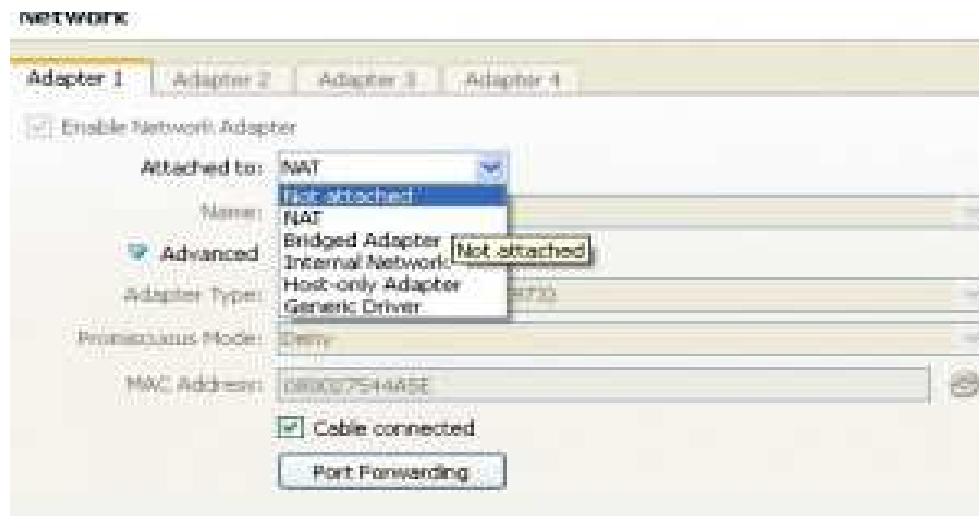 Network
Adapter 1 Adapter 2 Adapter 3 Adapter 4
Enable Network Adapter
Attached to: NAT
Not attached
Name:
NAT
Bridged Adapter
Not attached
Advanced
Internal Network
Adapter Type:
Host-only Adapter
Generic Driver
Promiscuous Mode: Deny
MAC Address:
Cable connected
Port Forwarding